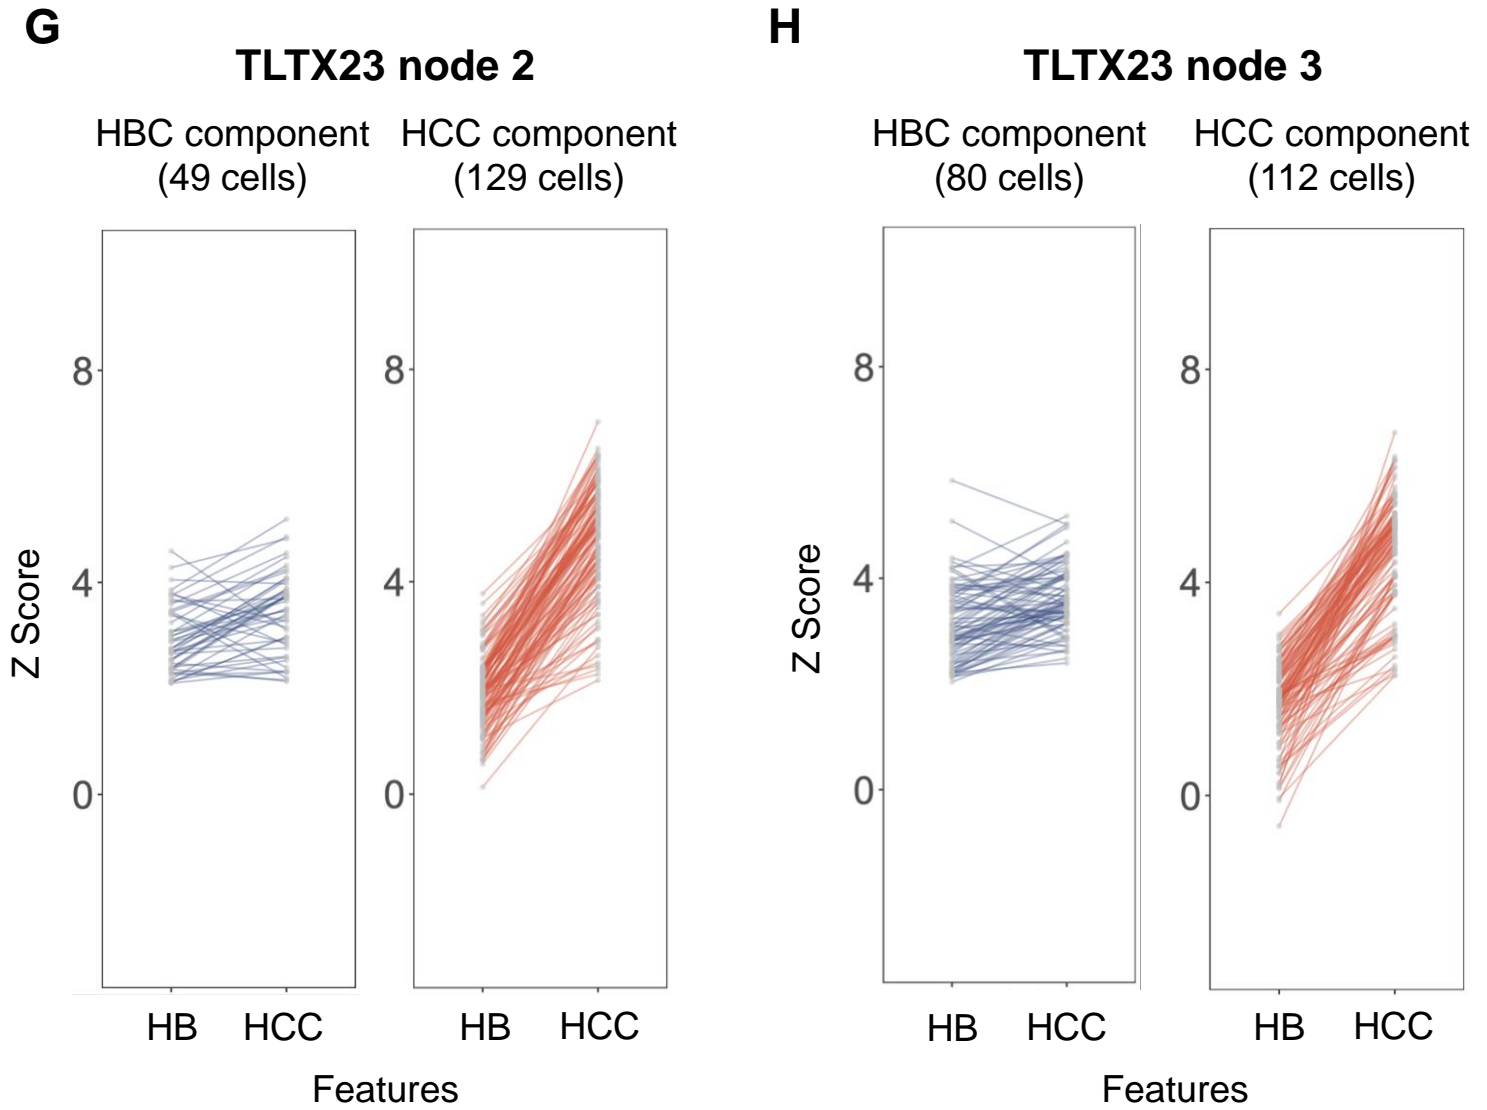 G
TLTX23 node 2
HBC component
(49 cells)
HCC component
(129 cells)
Z Score
8
4
0
8
4
0
HB HCC
HB HCC
Features
H
TLTX23 node 3
HBC component
(80 cells)
HCC component
(112 cells)
Z Score
8
4
0
8
4
0
HB HCC
HB HCC
Features